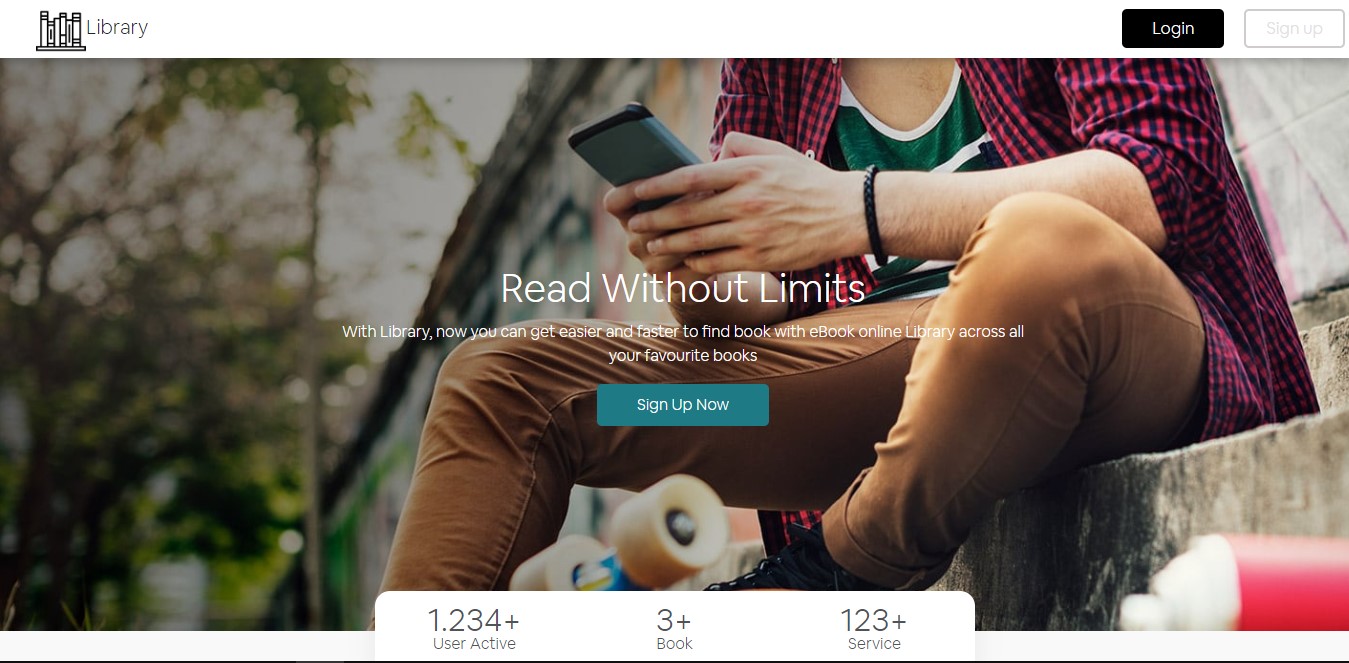 Library
Login
Sign up
Read Without Limits
With Library, now you can get easier and faster to find book with eBook online Library across all
your favourite books
Sign Up Now
1.234+
User Active
3+
Book
123+
Service